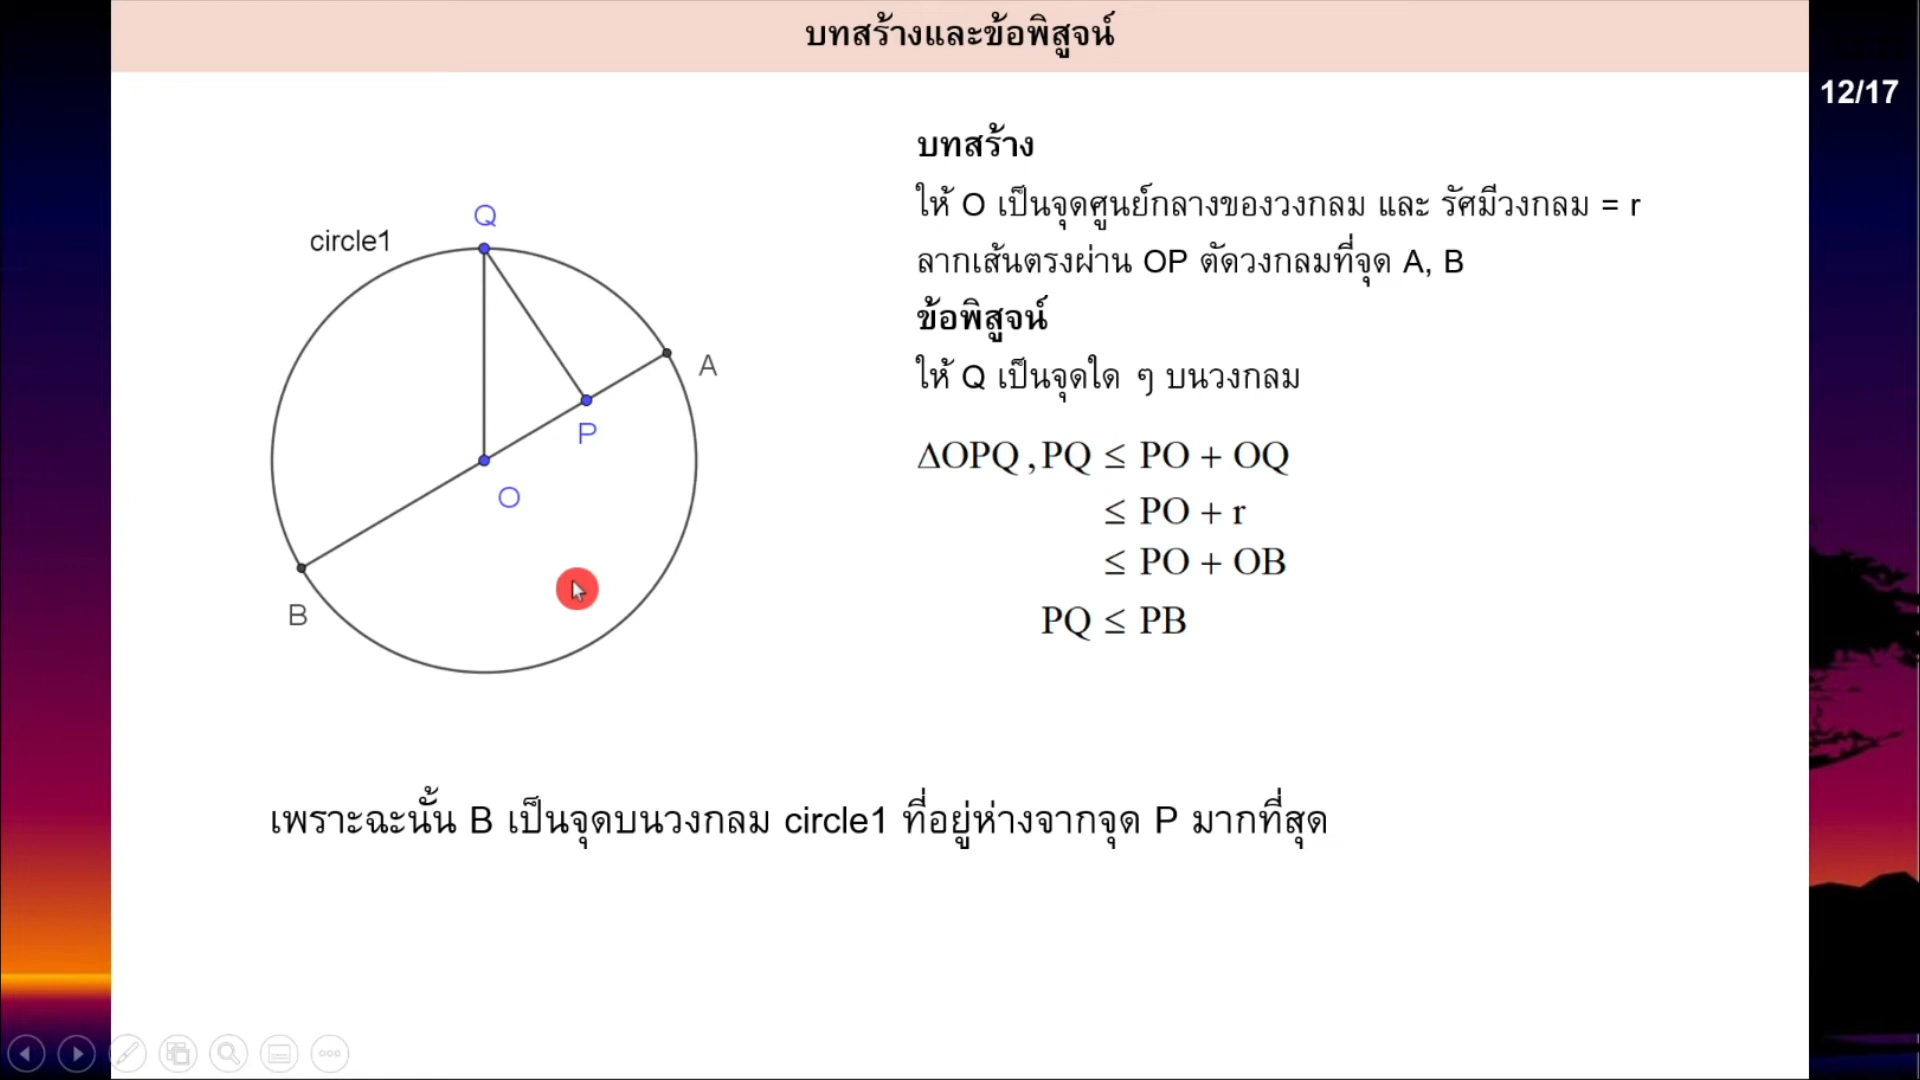 บทสร้างและข้อพิสูจน์
12/17
บทสร้าง
ให้ O เป็นจุดศูนย์กลางของวงกลม และ รัศมีวงกลม = r
ลากเส้นตรงผ่าน OP ตัดวงกลมที่จุด A, B
ข้อพิสูจน์
ให้ Q เป็นจุดใด ๆ บนวงกลม
ΔOPQ , PQ ≤ PO + OQ
≤ PO + r
≤ PO + OB
PQ ≤ PB
Q
circle1
A
P
O
B
เพราะฉะนั้น B เป็นจุดบนวงกลม circle1 ที่อยู่ห่างจากจุด P มากที่สุด